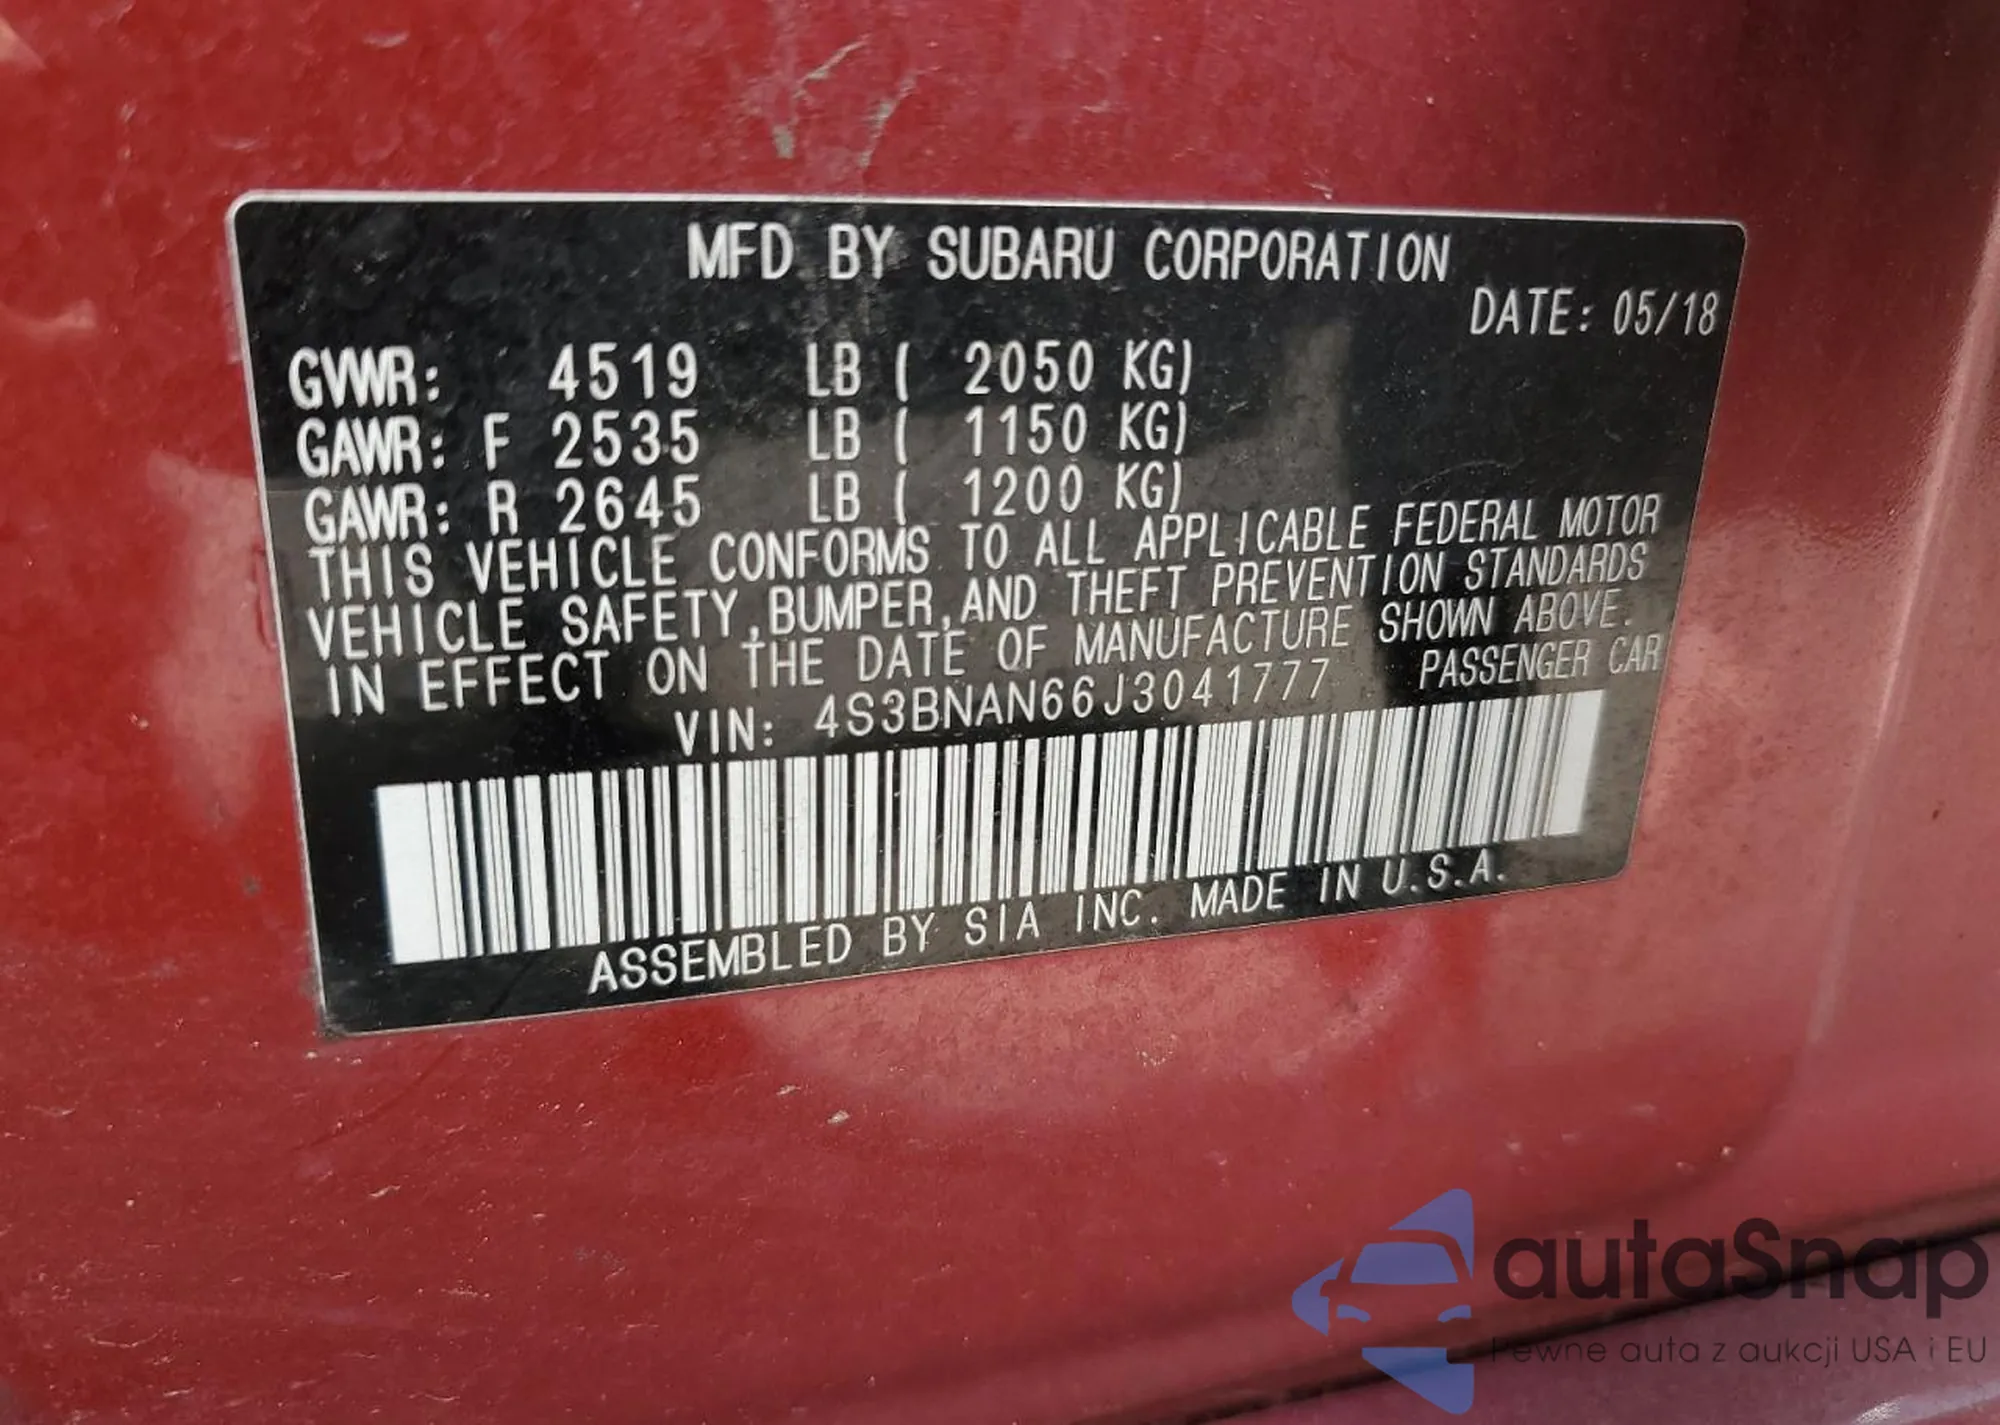 MFD BY SUBARU CORPORATION
DATE: 05/18
GVWR: 4519 LB ( 2050 KG)
GAWR: F 2535 LB ( 1150 KG)
GAWR: R 2645 LB ( 1200 KG)
THIS VEHICLE CONFORMS TO ALL APPLICABLE FEDERAL MOTOR
VEHICLE SAFETY,BUMPER,AND THEFT PREVENTION STANDARDS
IN EFFECT ON THE DATE OF MANUFACTURE SHOWN ABOVE.
VIN: 4S3BNAN66J3041777 PASSENGER CAR
ASSEMBLED BY SIA INC. MADE IN U.S.A.
autaSnap
Pewne auta z aukcji USA i EU